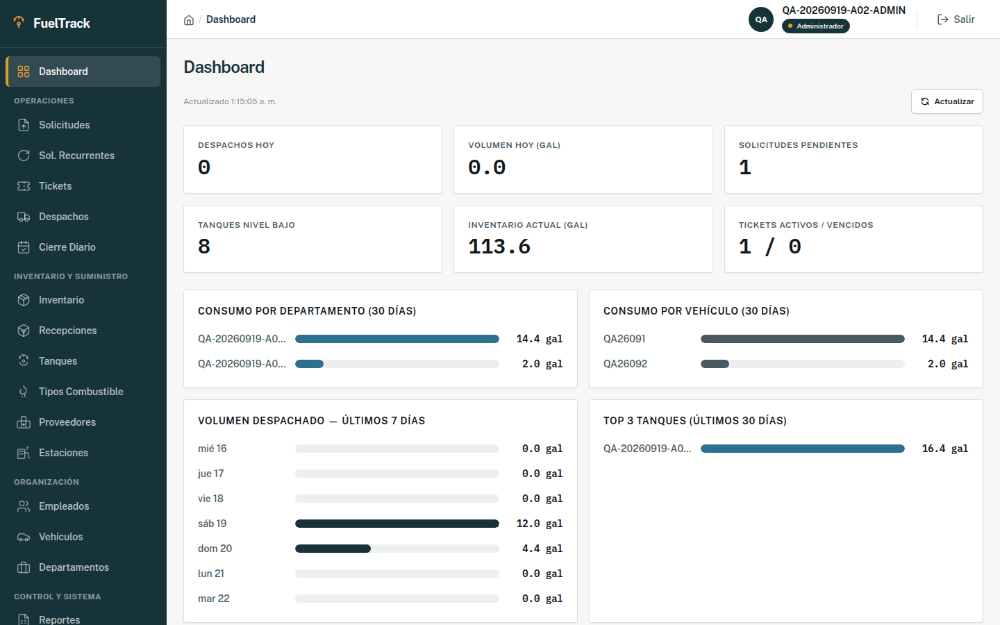 FuelTrack
Dashboard
OPERACIONES
Solicitudes
Sol. Recurrentes
Tickets
Despachos
Cierre Diario
INVENTARIO Y SUMINISTRO
Inventario
Recepciones
Tanques
Tipos Combustible
Proveedores
Estaciones
ORGANIZACIÓN
Empleados
Vehículos
Departamentos
CONTROL Y SISTEMA
Reportes
/ Dashboard
QA
QA-20260919-A02-ADMIN
Administrador
Salir
Dashboard
Actualizado 1:15:05 a. m.
Actualizar
DESPACHOS HOY
0
VOLUMEN HOY (GAL)
0.0
SOLICITUDES PENDIENTES
1
TANQUES NIVEL BAJO
8
INVENTARIO ACTUAL (GAL)
113.6
TICKETS ACTIVOS / VENCIDOS
1 / 0
CONSUMO POR DEPARTAMENTO (30 DÍAS)
QA-20260919-A0... 14.4 gal
QA-20260919-A0... 2.0 gal
CONSUMO POR VEHÍCULO (30 DÍAS)
QA26091 14.4 gal
QA26092 2.0 gal
VOLUMEN DESPACHADO — ÚLTIMOS 7 DÍAS
mié 16 0.0 gal
jue 17 0.0 gal
vie 18 0.0 gal
sáb 19 12.0 gal
dom 20 4.4 gal
lun 21 0.0 gal
mar 22 0.0 gal
TOP 3 TANQUES (ÚLTIMOS 30 DÍAS)
QA-20260919-A0... 16.4 gal